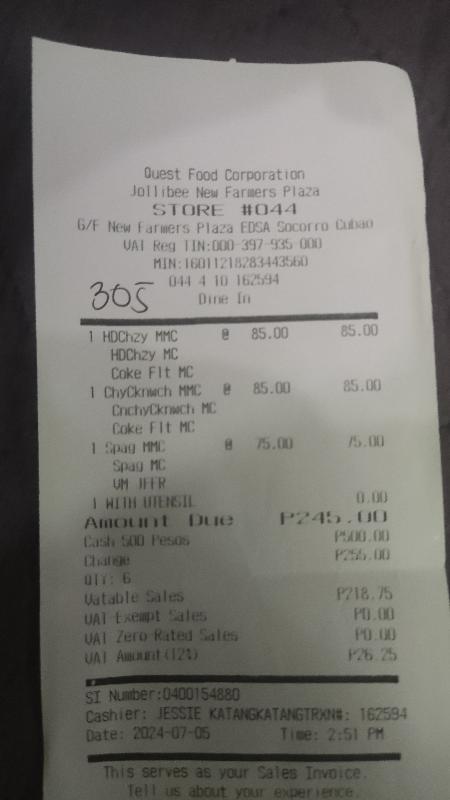 Quest Food Corporation
Jollibee New Farmers Plaza
STORE #044
G/F New Farmers Plaza EDSA Socorro Cubao
VAT Reg TIN:000-397-935-000
MIN:16011218283443560
044 4 10 162594
305
Dine In
1 HDChzy MMC @ 85.00 85.00
HDChzy MC
Coke Flt MC
1 ChyCknwch MMC @ 85.00 85.00
CnchyCknwch MC
Coke Flt MC
1 Spag MMC @ 75.00 75.00
Spag MC
VM JFFR
1 WITH UTENSIL 0.00
Amount Due P245.00
Cash 500 Pesos P500.00
Change P255.00
QTY: 6
Vatable Sales P218.75
VAT Exempt Sales P0.00
VAT Zero Rated Sales P0.00
VAT Amount(12%) P26.25
SI Number:0400154880
Cashier: JESSIE KATANGKATANGTRXN#: 162594
Date: 2024-07-05 Time: 2:51 PM
This serves as your Sales Invoice.
Tell us about your experience.